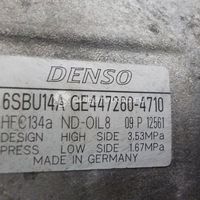 DENSO
6SBU14A GE447260-4710
HFC134a ND-OIL8 09 P 12561
DESIGN HIGH SIDE 3.53MPa
PRESS LOW SIDE 1.67MPa
MADE IN GERMANY